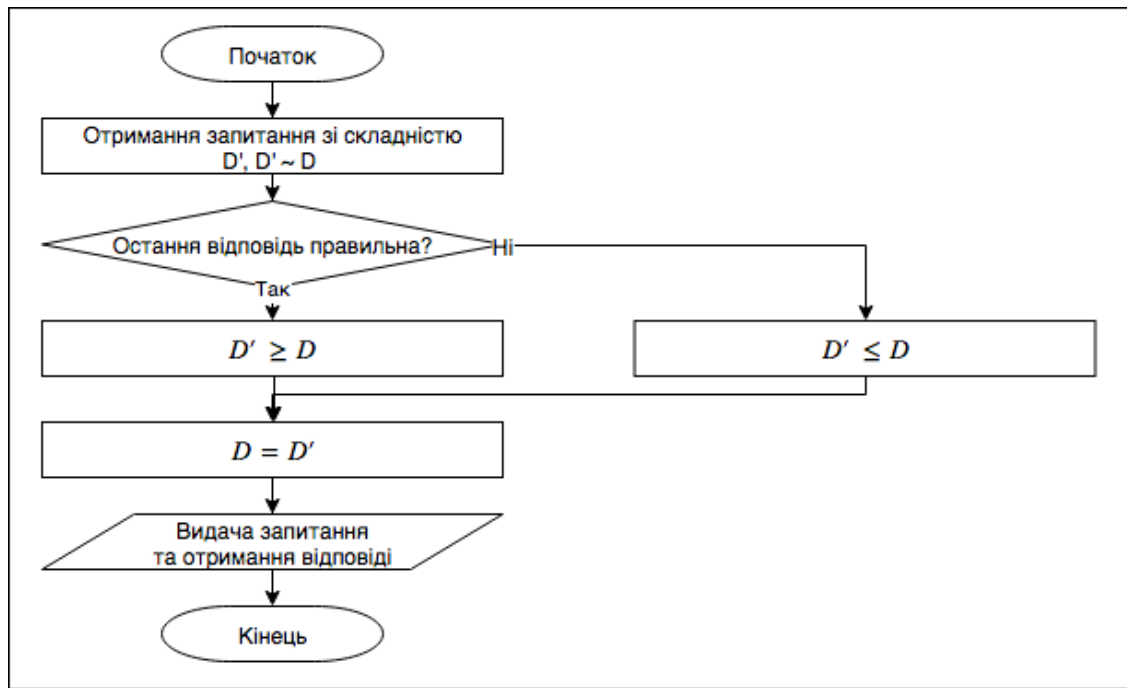 Початок
Отримання запитання зі складністю
D', D' ~ D
Остання відповідь правильна?
Ні
Так
D′ ≥ D
D′ ≤ D
D = D′
Видача запитання
та отримання відповіді
Кінець